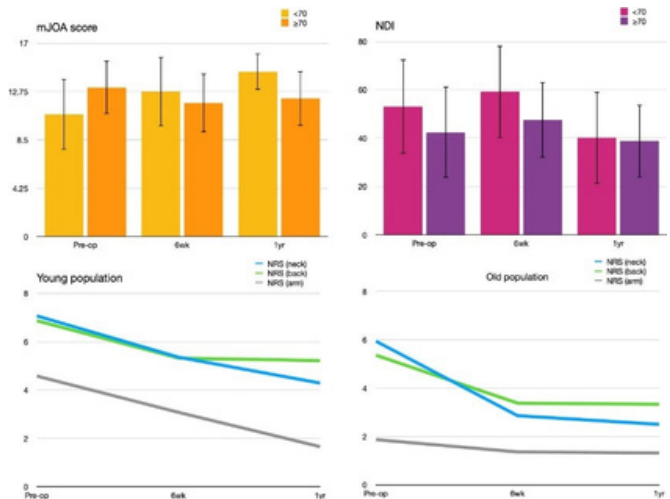 mJOA score
<70
≥70
17
12.75
8.5
4.25
0
Pre-op
6wk
1yr
NDI
<70
≥70
80
60
40
20
0
Pre-op
6wk
1yr
Young population
NRS (neck)
NRS (back)
NRS (arm)
8
6
4
2
0
Pre-op
6wk
1yr
Old population
NRS (neck)
NRS (back)
NRS (arm)
8
6
4
2
0
Pre-op
6wk
1yr